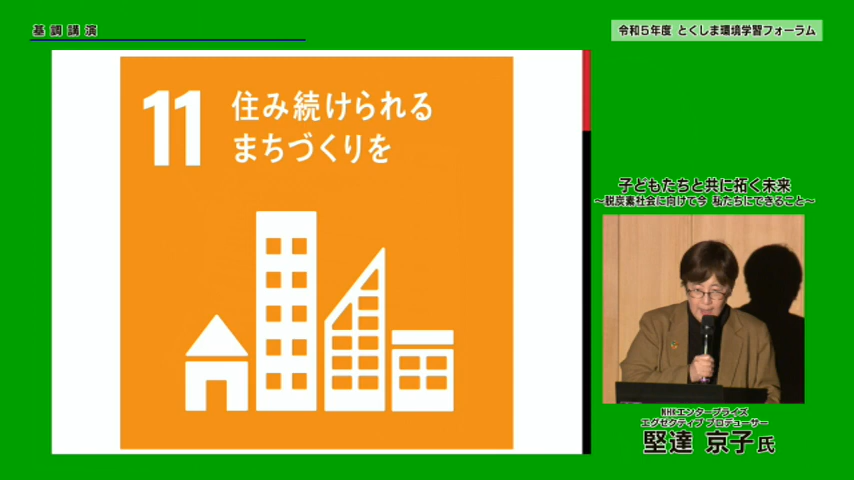 基調講演
令和5年度 とくしま環境学習フォーラム
11 住み続けられる
まちづくりを
子どもたちと共に拓く未来
～脱炭素社会に向けて今 私たちにできること～
NHKエンタープライズ
エグゼクティブ プロデューサー
堅達 京子氏